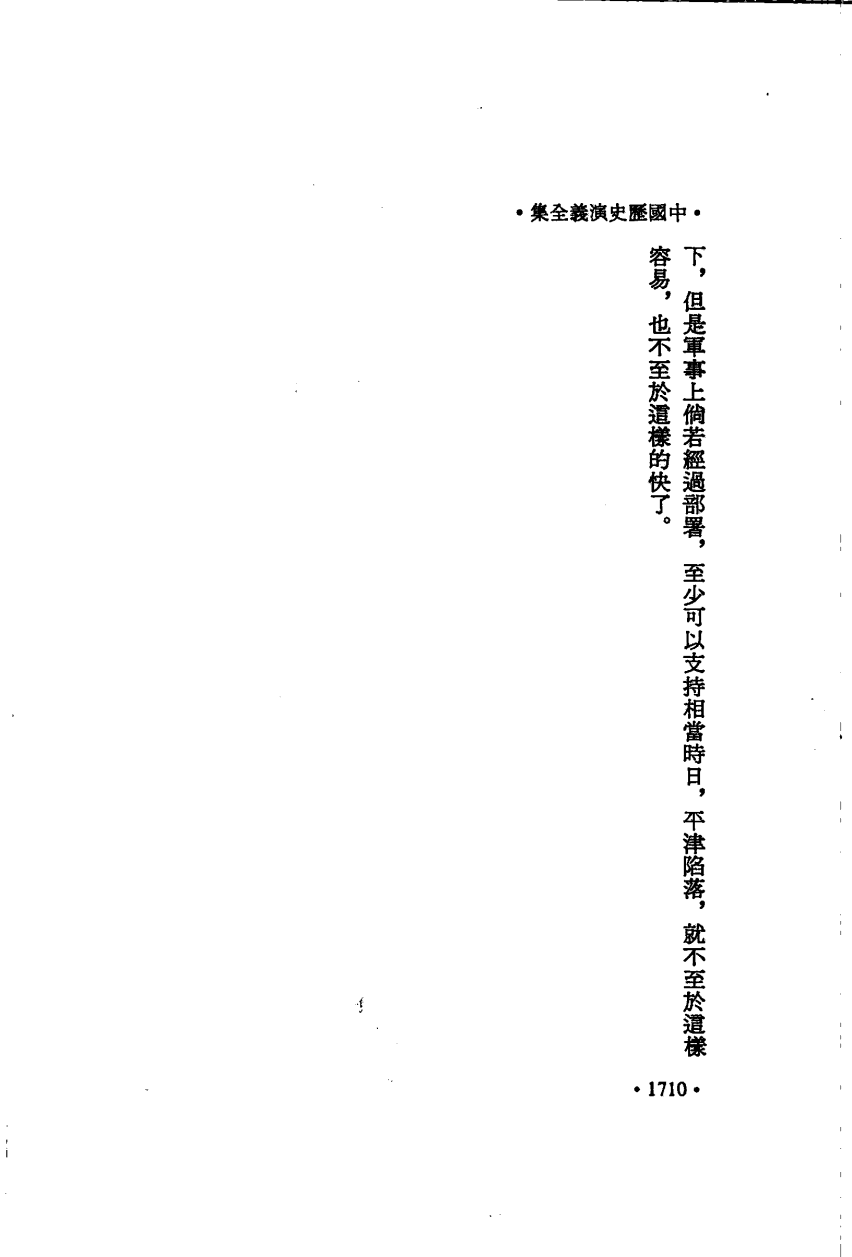 •中國歷史演義全集•
下，但是軍事上倘若經過部署，至少可以支持相當時日，平津陷落，就不至於這樣
容易，也不至於這樣的快了。
•1710•